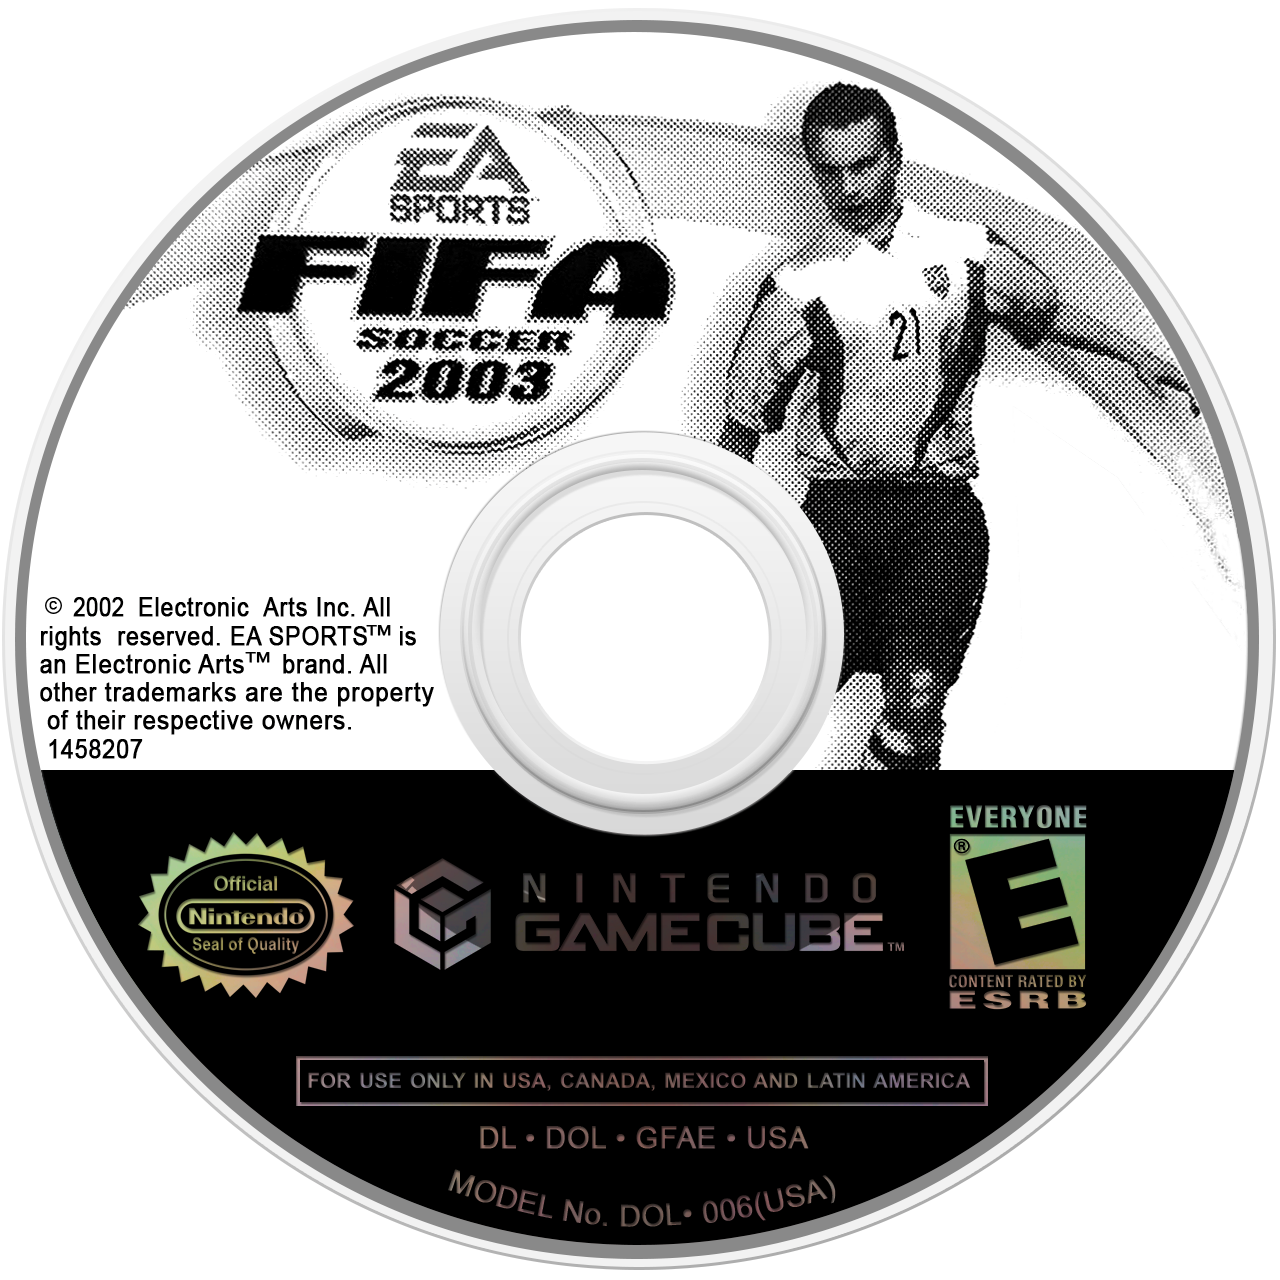 EA
SPORTS™
FIFA
SOCCER
2003
21
© 2002 Electronic Arts Inc. All
rights reserved. EA SPORTS™ is
an Electronic Arts™ brand. All
other trademarks are the property
of their respective owners.
1458207
Official
Nintendo®
Seal of Quality
NINTENDO
GAMECUBE™
EVERYONE
®
E
CONTENT RATED BY
ESRB
FOR USE ONLY IN USA, CANADA, MEXICO AND LATIN AMERICA
DL • DOL • GFAE • USA
MODEL No. DOL • 006(USA)